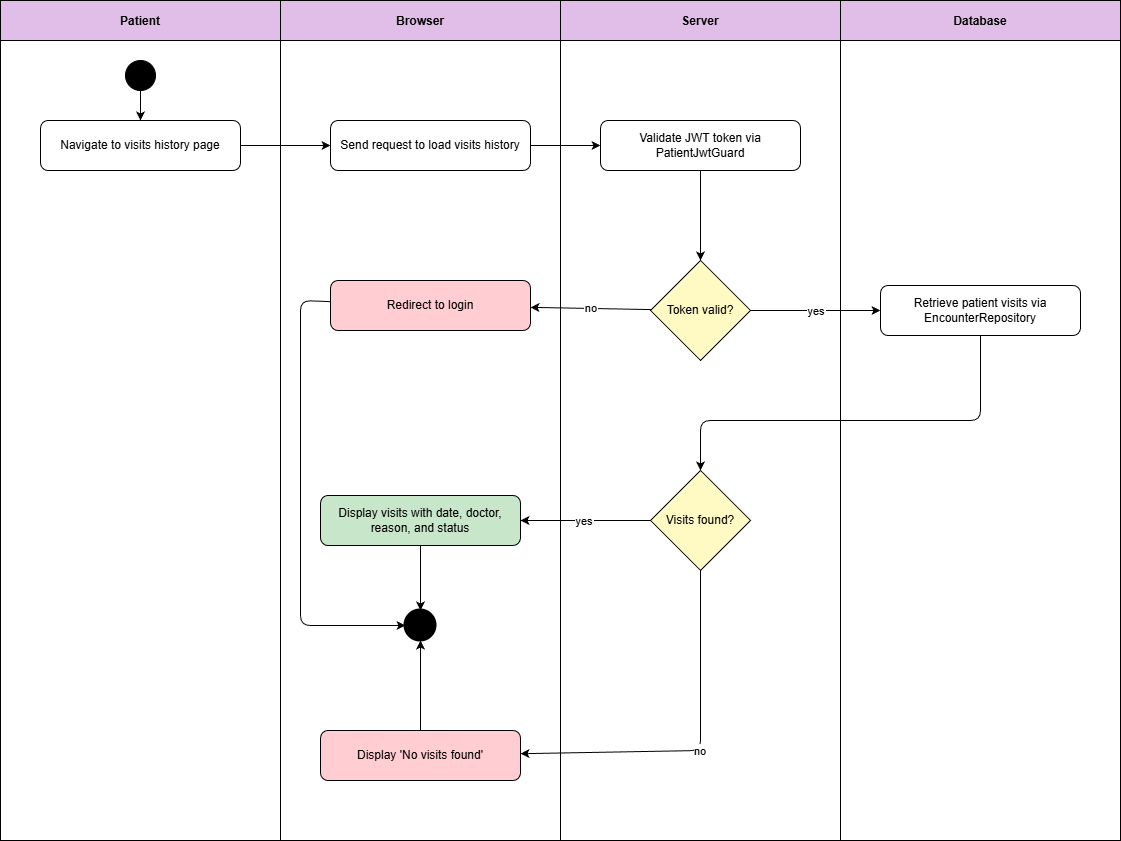 Patient
Browser
Server
Database
Navigate to visits history page
Send request to load visits history
Validate JWT token via
PatientJwtGuard
Redirect to login
no
Token valid?
yes
Retrieve patient visits via
EncounterRepository
Display visits with date, doctor,
reason, and status
yes
Visits found?
no
Display 'No visits found'